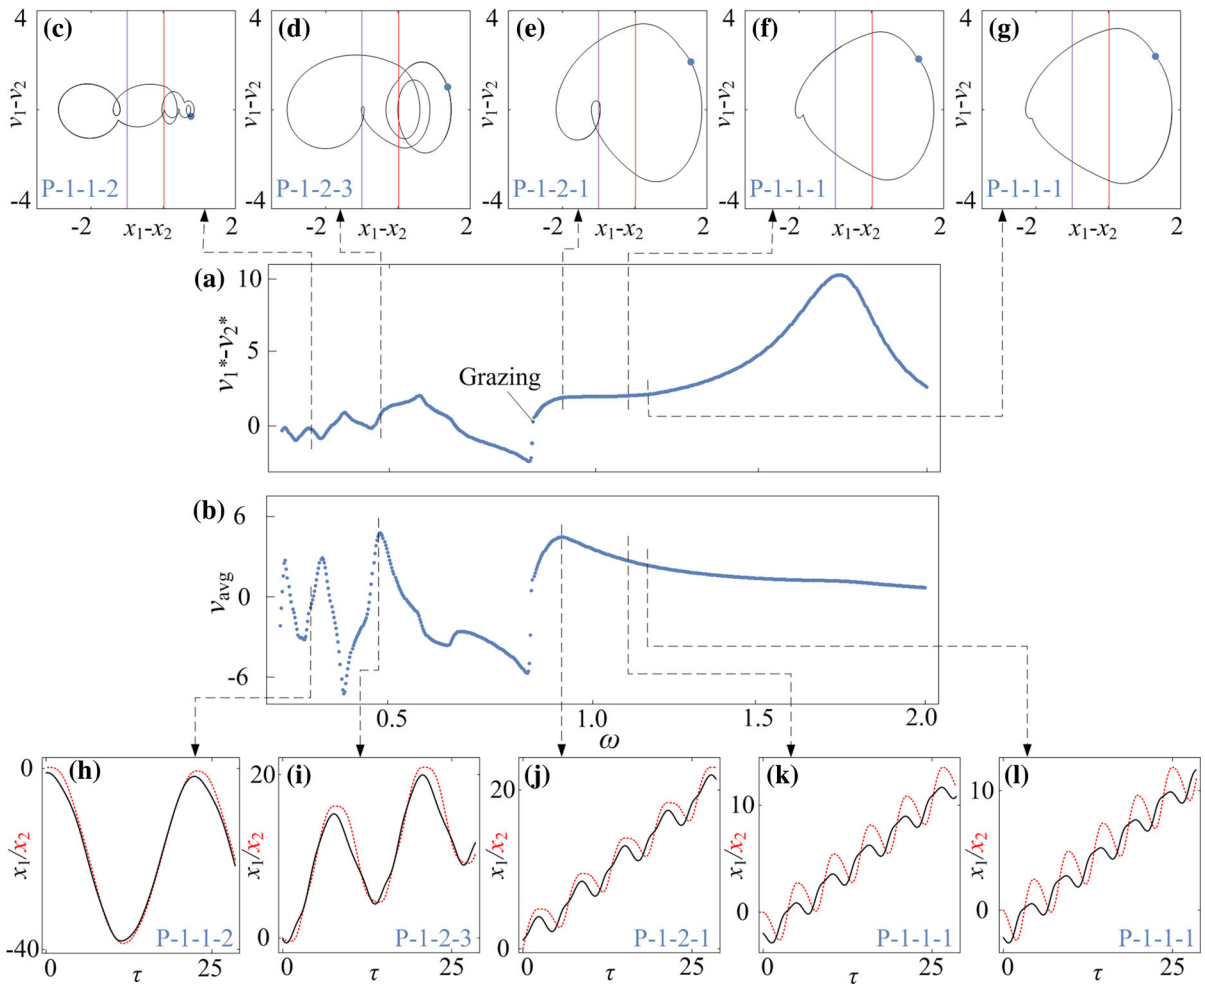 (c) (d) (e) (f) (g)
4 4 4 4 4
v1-v2 v1-v2 v1-v2 v1-v2 v1-v2
0 0 0 0 0
P-1-1-2 P-1-2-3 P-1-2-1 P-1-1-1 P-1-1-1
-4 -4 -4 -4 -4
-2 x1-x2 2 -2 x1-x2 2 -2 x1-x2 2 -2 x1-x2 2 -2 x1-x2 2
(a)
10
v1*-v2*
5
Grazing
0
(b)
6
vavg
0
-6
0.5 1.0 1.5 2.0
ω
(h) (i) (j) (k) (l)
0 20 20 10 10
x1/x2 x1/x2 x1/x2 x1/x2 x1/x2
0 0
P-1-1-2 P-1-2-3 P-1-2-1 P-1-1-1 P-1-1-1
-40 0 0
0 τ 25 0 τ 25 0 τ 25 0 τ 25 0 τ 25